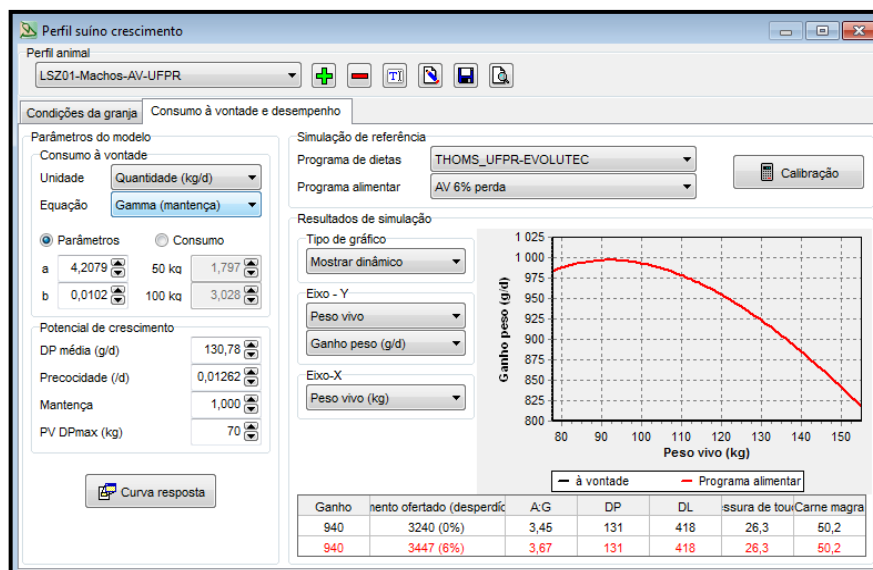 Perfil suíno crescimento
Perfil animal
LSZ01-Machos-AV-UFPR
Condições da granja Consumo à vontade e desempenho
Parâmetros do modelo
Consumo à vontade
Unidade Quantidade (kg/d)
Equação Gamma (mantença)
Parâmetros Consumo
a 4,2079 50 kg 1,797
b 0,0102 100 kg 3,028
Potencial de crescimento
DP média (g/d) 130,78
Precocidade (/d) 0,01262
Mantença 1,000
PV DPmax (kg) 70
Curva resposta
Simulação de referência
Programa de dietas THOMS_UFPR-EVOLUTEC
Programa alimentar AV 6% perda
Calibração
Resultados de simulação
Tipo de gráfico
Mostrar dinâmico
Eixo - Y
Peso vivo
Ganho peso (g/d)
Eixo-X
Peso vivo (kg)
Ganho peso (g/d)
1 025
1 000
975
950
925
900
875
850
825
800
80 90 100 110 120 130 140 150
Peso vivo (kg)
à vontade Programa alimentar
Ganho mento ofertado (desperdíc A:G DP DL ssura de touc Carne magra
940 3240 (0%) 3,45 131 418 26,3 50,2
940 3447 (6%) 3,67 131 418 26,3 50,2